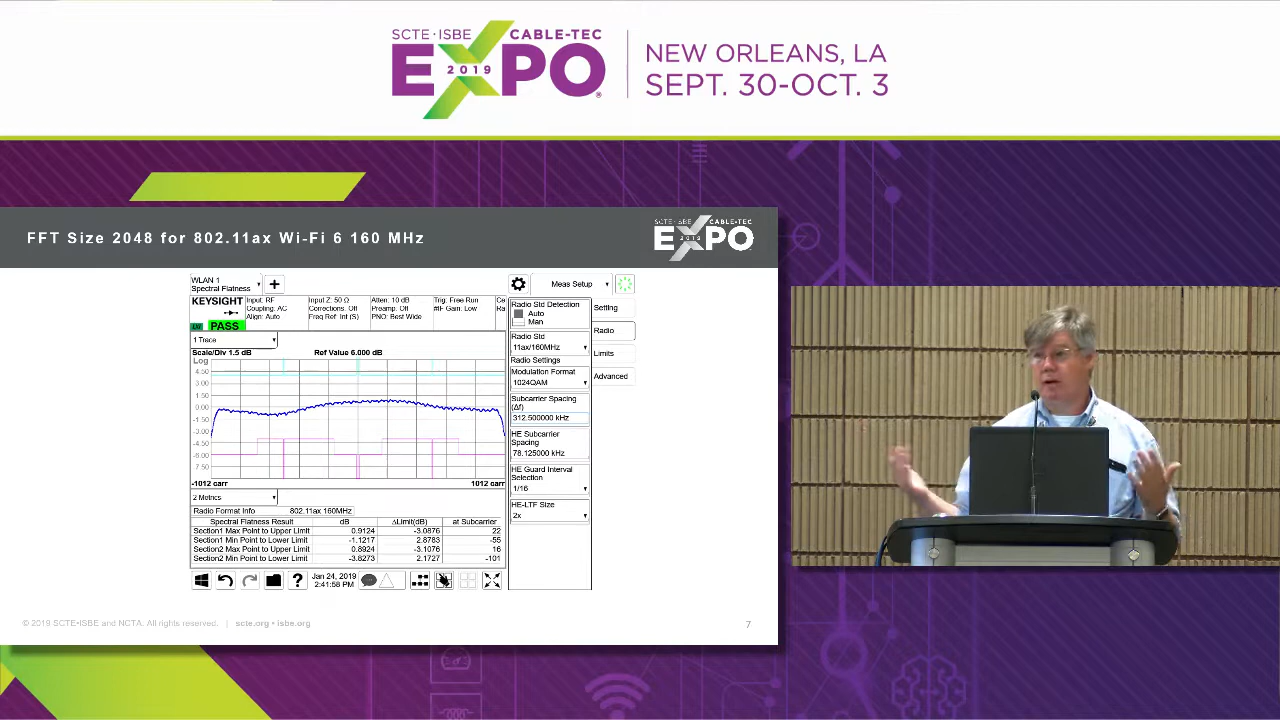 SCTE·ISBE CABLE-TEC
EXPO
2019
NEW ORLEANS, LA
SEPT. 30-OCT. 3
FFT Size 2048 for 802.11ax Wi-Fi 6 160 MHz
SCTE·ISBE CABLE-TEC
EXPO
2019
WLAN 1
Spectral Flatness
Meas Setup
KEYSIGHT
Input: RF
Coupling: AC
Align: Auto
Input Z: 50 Ω
Corrections: Off
Freq Ref: Int (S)
Atten: 10 dB
Preamp: Off
PNO: Best Wide
Trig: Free Run
#IF Gain: Low
PASS
Radio Std Detection
Auto
Man
Radio Std
11ax/160MHz
Radio Settings
Modulation Format
1024QAM
Subcarrier Spacing
(Δf)
312.500000 kHz
HE Subcarrier
Spacing
78.125000 kHz
HE Guard Interval
Selection
1/16
HE-LTF Size
2x
Setting
Radio
Limits
Advanced
1 Trace
Scale/Div 1.5 dB Ref Value 6.000 dB
Log
4.50
3.00
1.50
0.00
-1.50
-3.00
-4.50
-6.00
7.50
-1012 carr 1012 carr
2 Metrics
Radio Format Info 802.11ax 160MHz
Spectral Flatness Result dB ΔLimit(dB) at Subcarrier
Section1 Max Point to Upper Limit 0.9124 -3.0876 22
Section1 Min Point to Lower Limit -1.1217 2.8783 -55
Section2 Max Point to Upper Limit 0.8924 -3.1076 16
Section2 Min Point to Lower Limit -3.8273 2.1727 -101
Jan 24, 2019
2:41:58 PM
© 2019 SCTE•ISBE and NCTA. All rights reserved. | scte.org • isbe.org
7